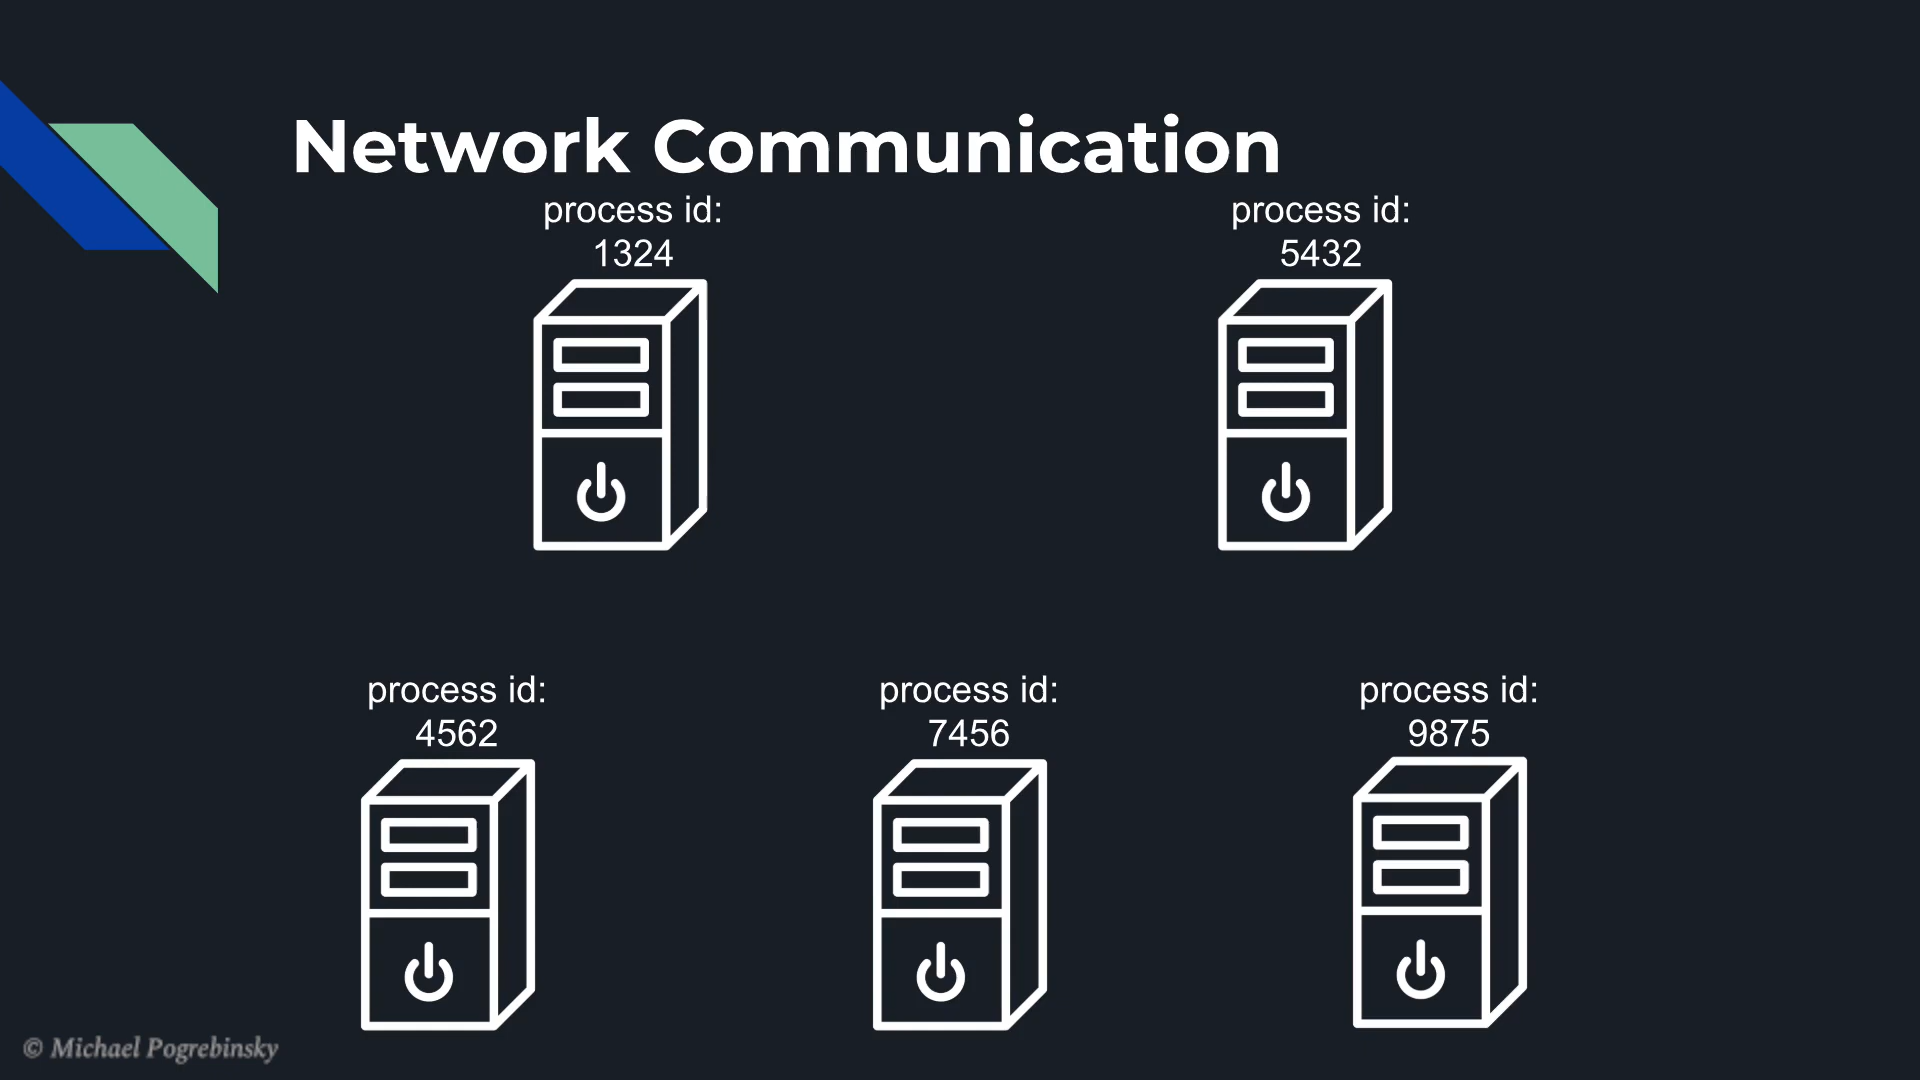 Network Communication
process id:
1324
process id:
5432
process id:
4562
process id:
7456
process id:
9875
© Michael Pogrebinsky